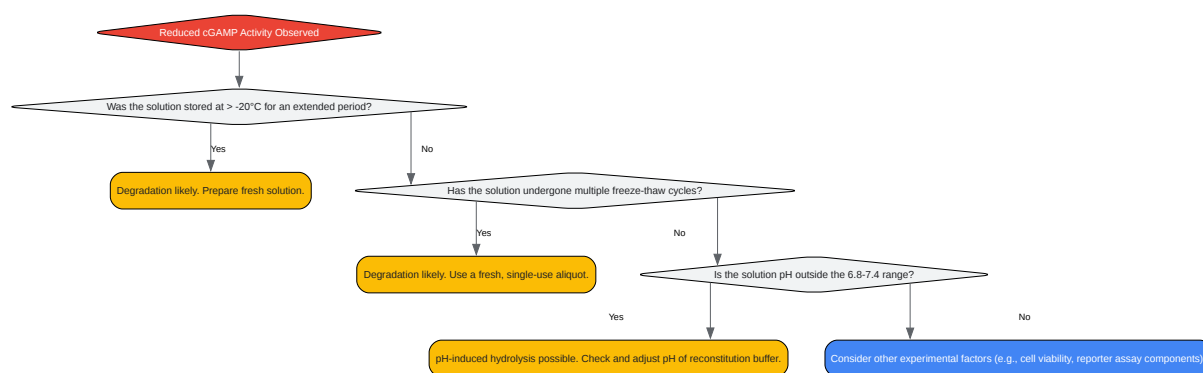 Reduced cGAMP Activity Observed
Was the solution stored at > -20°C for an extended period?
Yes
No
Degradation likely. Prepare fresh solution.
Has the solution undergone multiple freeze-thaw cycles?
Yes
No
Degradation likely. Use a fresh, single-use aliquot.
Is the solution pH outside the 6.8-7.4 range?
Yes
No
pH-induced hydrolysis possible. Check and adjust pH of reconstitution buffer.
Consider other experimental factors (e.g., cell viability, reporter assay components)